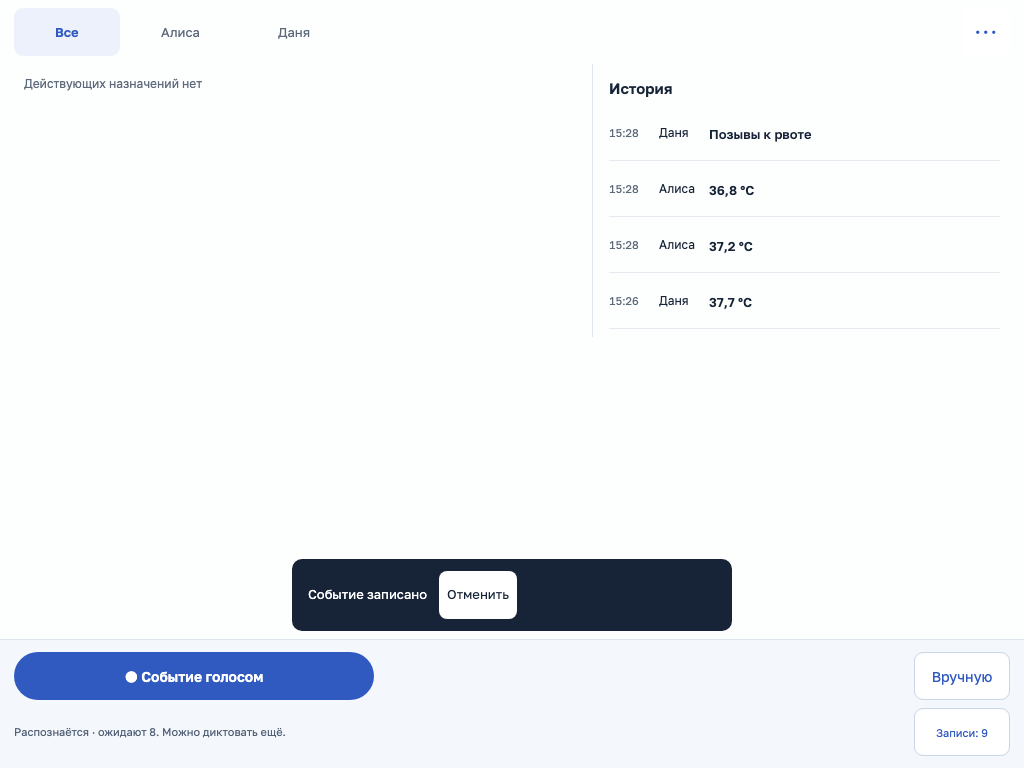 Все
Алиса
Даня
Действующих назначений нет
История
15:28 Даня Позывы к рвоте
15:28 Алиса 36,8 °C
15:28 Алиса 37,2 °C
15:26 Даня 37,7 °C
Событие записано
Отменить
Событие голосом
Вручную
Распознаётся · ожидают 8. Можно диктовать ещё.
Записи: 9